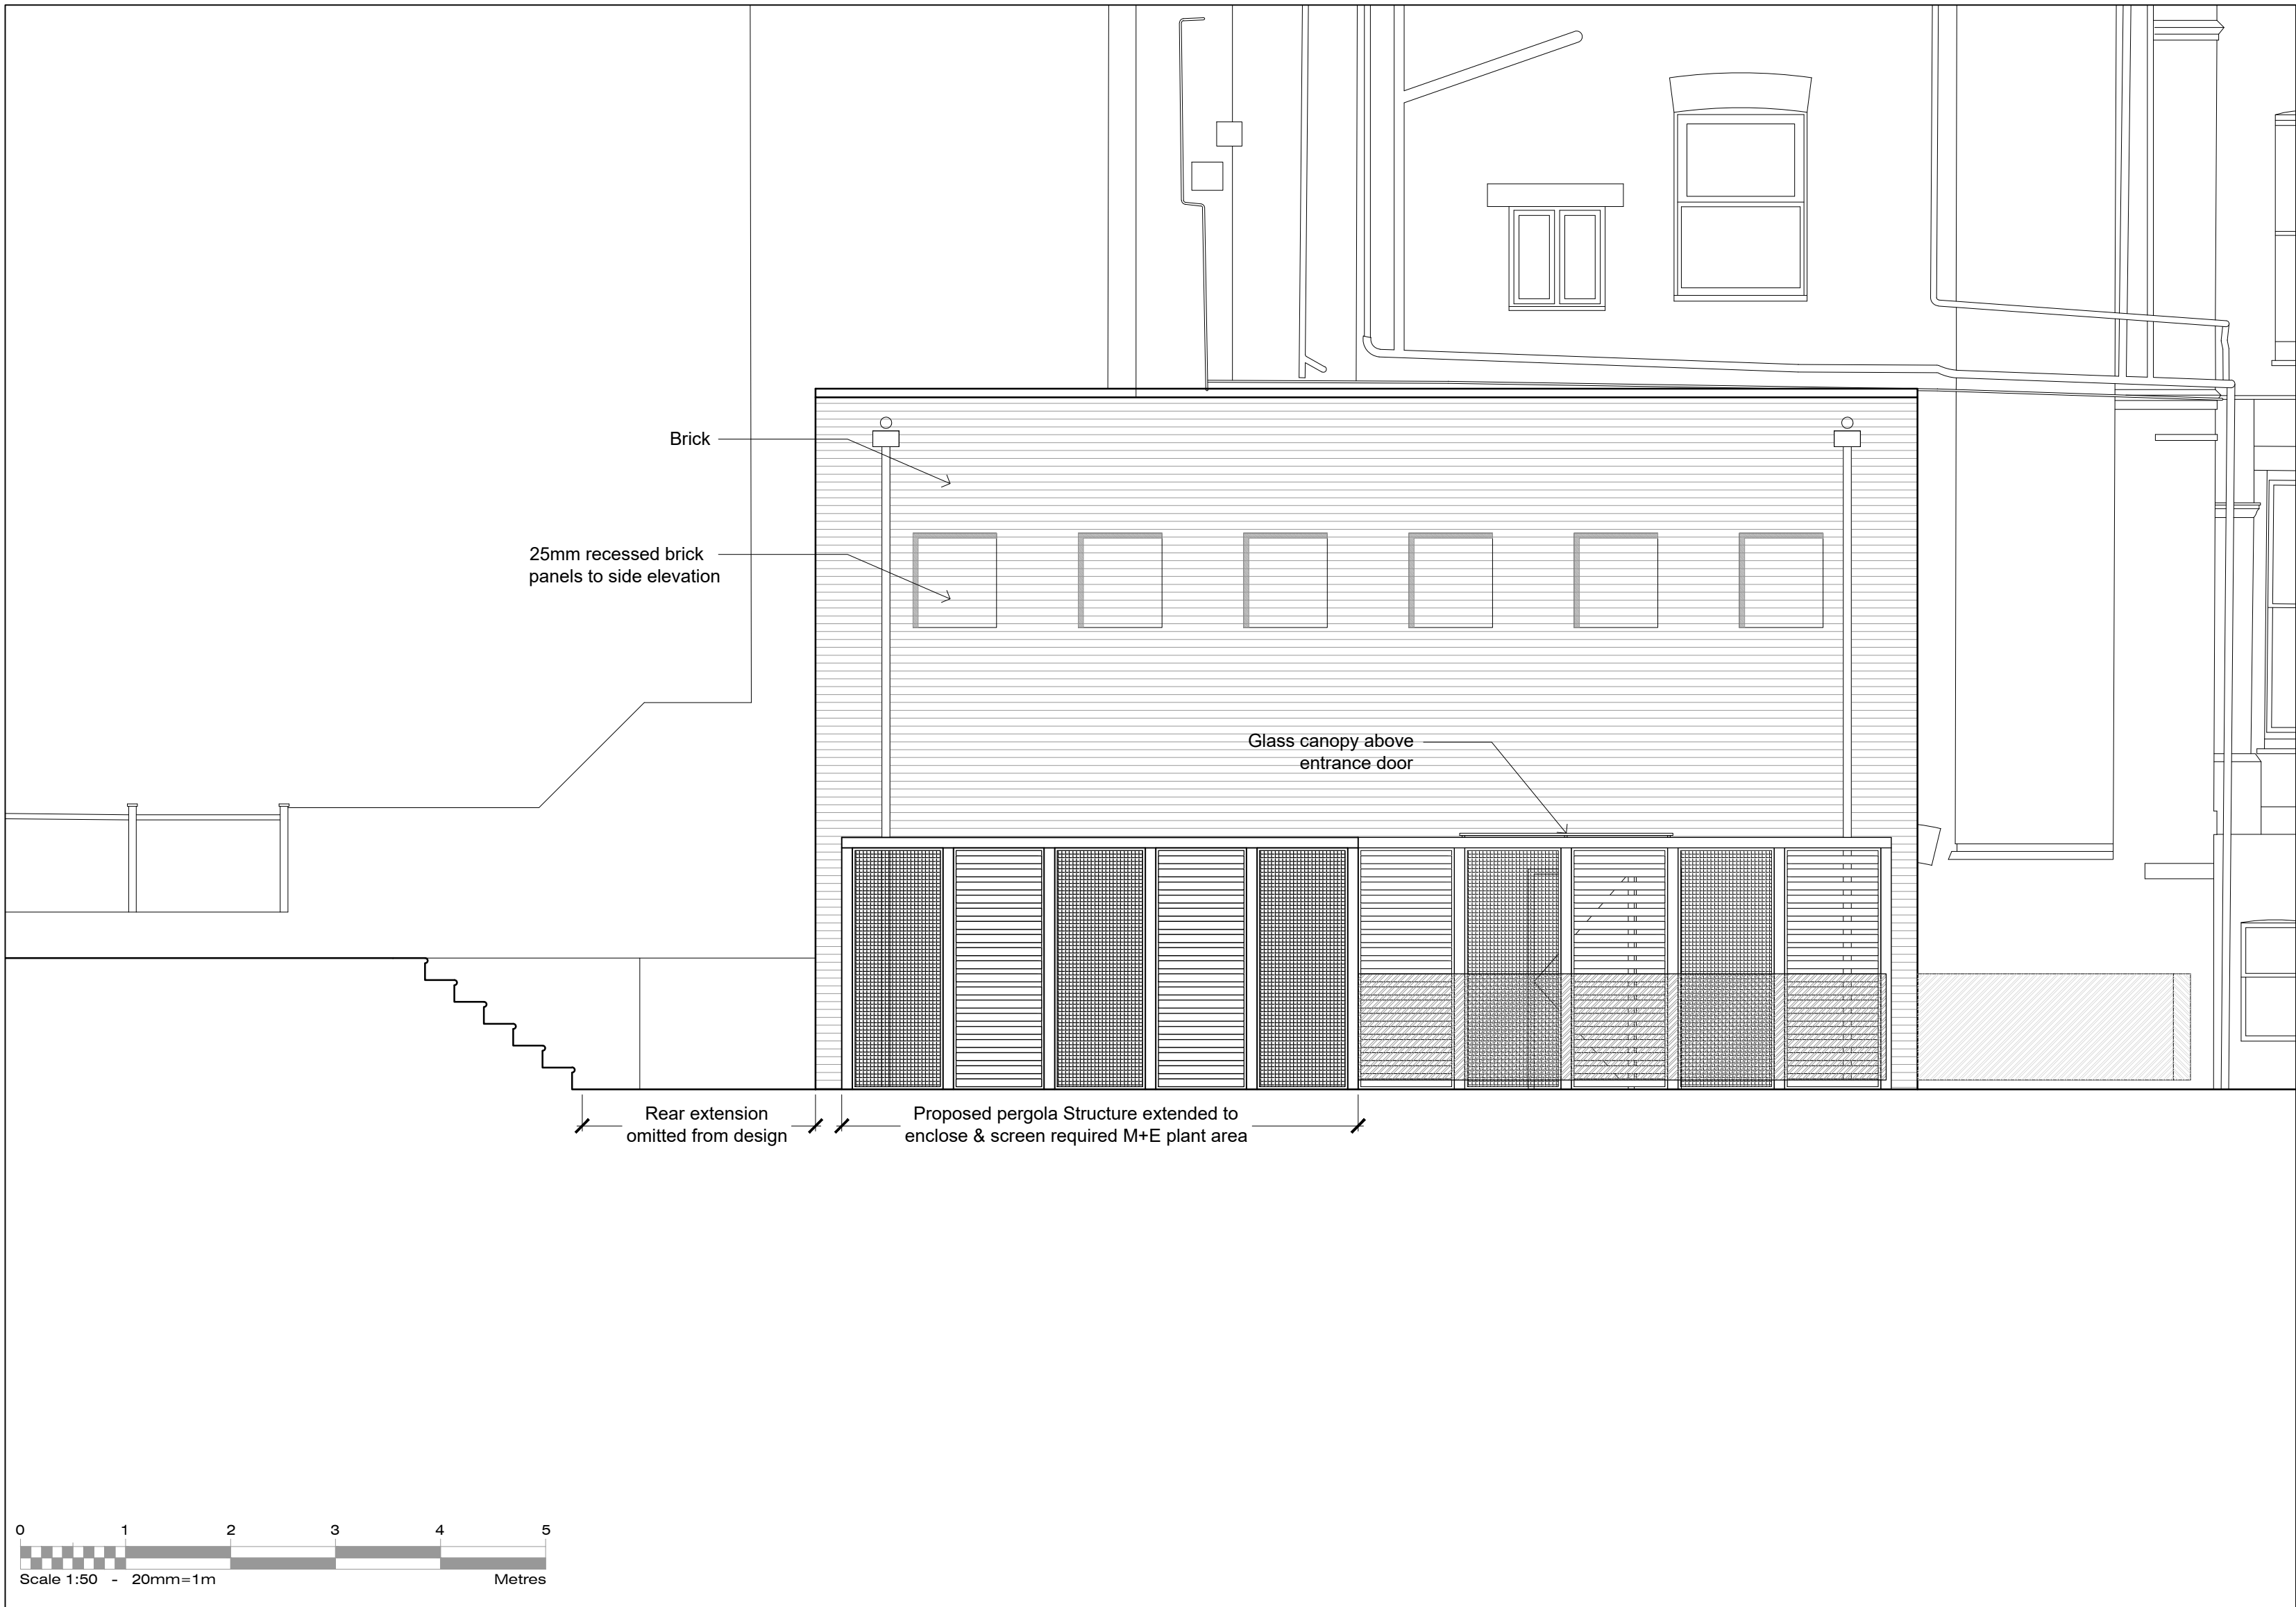 Brick
25mm recessed brick
panels to side elevation
Glass canopy above
entrance door
Rear extension
omitted from design
Proposed pergola Structure extended to
enclose & screen required M+E plant area
0 1 2 3 4 5
Scale 1:50 - 20mm=1m Metres